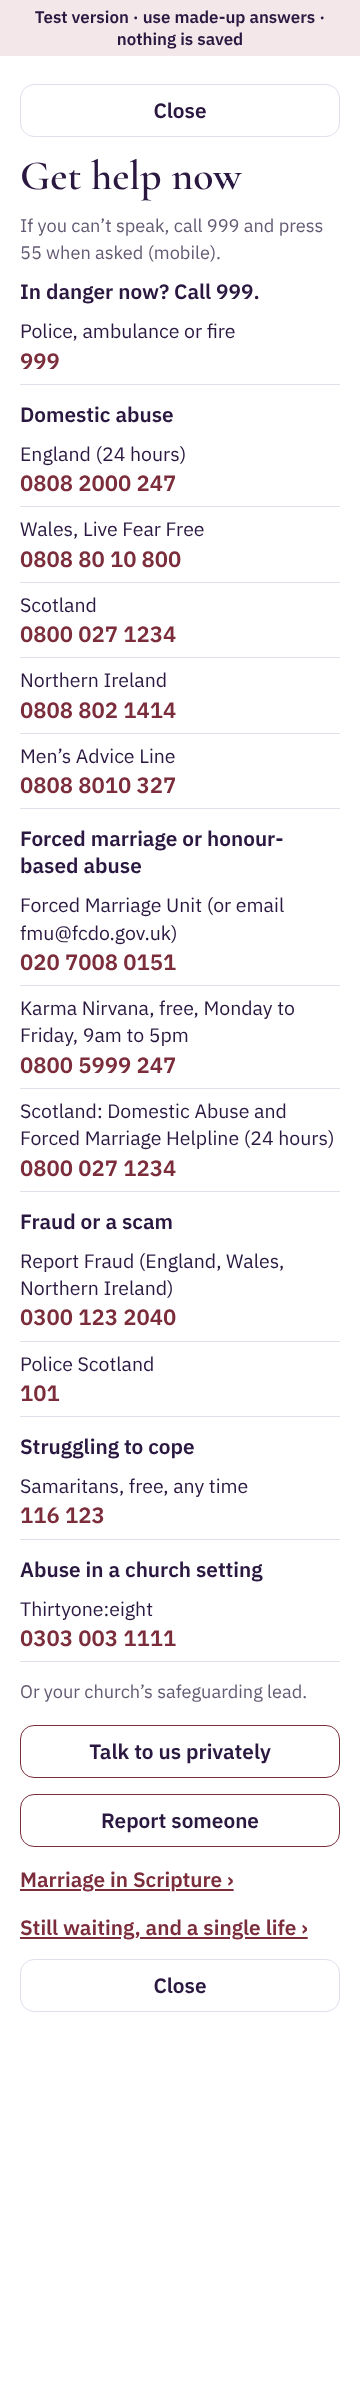 Test version · use made-up answers ·
nothing is saved
Close
Get help now
If you can’t speak, call 999 and press
55 when asked (mobile).
In danger now? Call 999.
Police, ambulance or fire
999
Domestic abuse
England (24 hours)
0808 2000 247
Wales, Live Fear Free
0808 80 10 800
Scotland
0800 027 1234
Northern Ireland
0808 802 1414
Men’s Advice Line
0808 8010 327
Forced marriage or honour-
based abuse
Forced Marriage Unit (or email
fmu@fcdo.gov.uk)
020 7008 0151
Karma Nirvana, free, Monday to
Friday, 9am to 5pm
0800 5999 247
Scotland: Domestic Abuse and
Forced Marriage Helpline (24 hours)
0800 027 1234
Fraud or a scam
Report Fraud (England, Wales,
Northern Ireland)
0300 123 2040
Police Scotland
101
Struggling to cope
Samaritans, free, any time
116 123
Abuse in a church setting
Thirtyone:eight
0303 003 1111
Or your church’s safeguarding lead.
Talk to us privately
Report someone
Marriage in Scripture ›
Still waiting, and a single life ›
Close